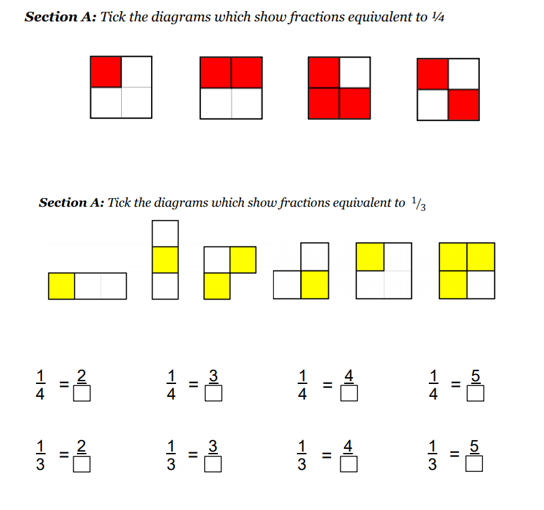 Section A: Tick the diagrams which show fractions equivalent to ¼
Section A: Tick the diagrams which show fractions equivalent to 1/3
1/4 = 2/□ 1/4 = 3/□ 1/4 = 4/□ 1/4 = 5/□
1/3 = 2/□ 1/3 = 3/□ 1/3 = 4/□ 1/3 = 5/□